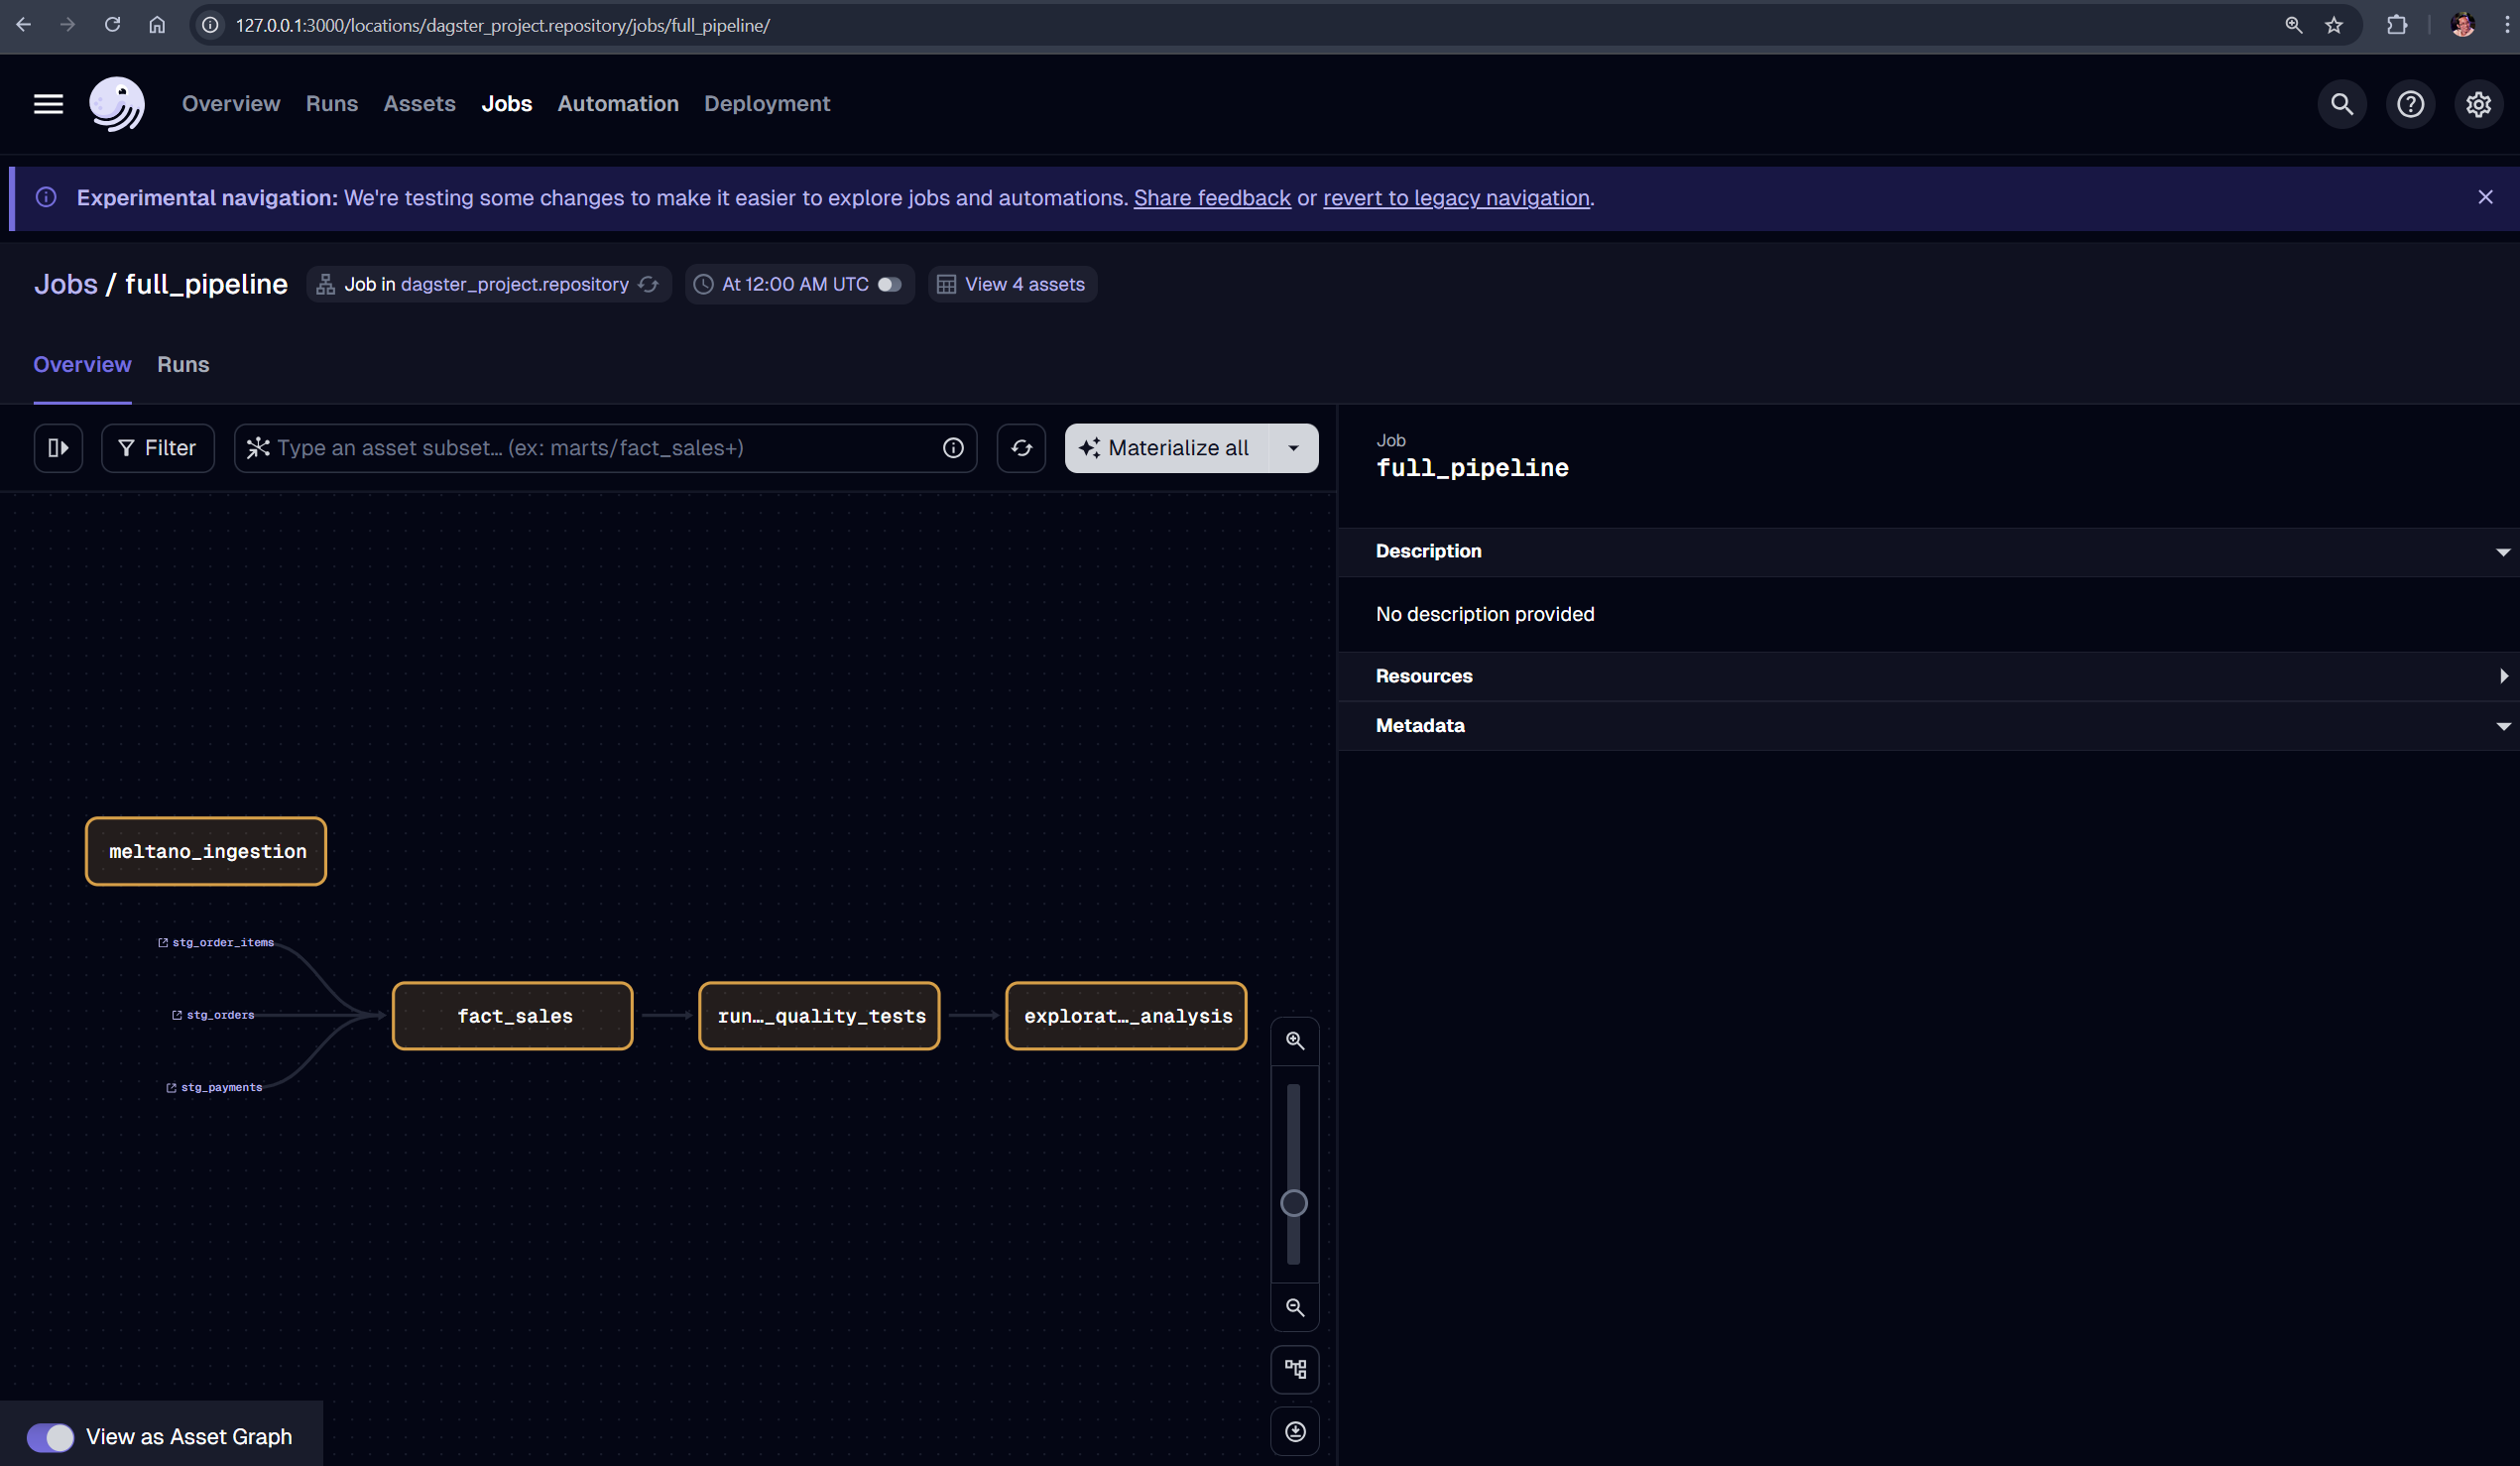 127.0.0.1:3000/locations/dagster_project.repository/jobs/full_pipeline/
Overview Runs Assets Jobs Automation Deployment
Experimental navigation: We're testing some changes to make it easier to explore jobs and automations. Share feedback or revert to legacy navigation.
Jobs / full_pipeline Job in dagster_project.repository At 12:00 AM UTC View 4 assets
Overview Runs
Filter Type an asset subset... (ex: marts/fact_sales+) Materialize all
Job
full_pipeline
Description
No description provided
Resources
Metadata
meltano_ingestion
stg_order_items
stg_orders
stg_payments
fact_sales
run…_quality_tests
explorat…_analysis
View as Asset Graph